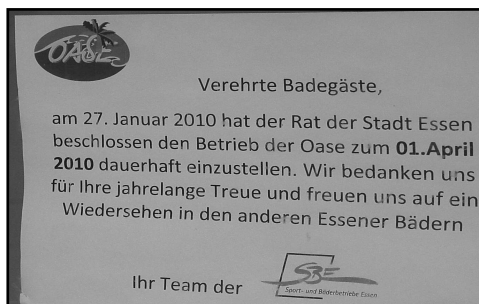 OASE
Verehrte Badegäste,
am 27. Januar 2010 hat der Rat der Stadt Essen
beschlossen den Betrieb der Oase zum 01.April
2010 dauerhaft einzustellen. Wir bedanken uns
für Ihre jahrelange Treue und freuen uns auf ein
Wiedersehen in den anderen Essener Bädern
Ihr Team der
SBE
Sport- und Bäderbetriebe Essen